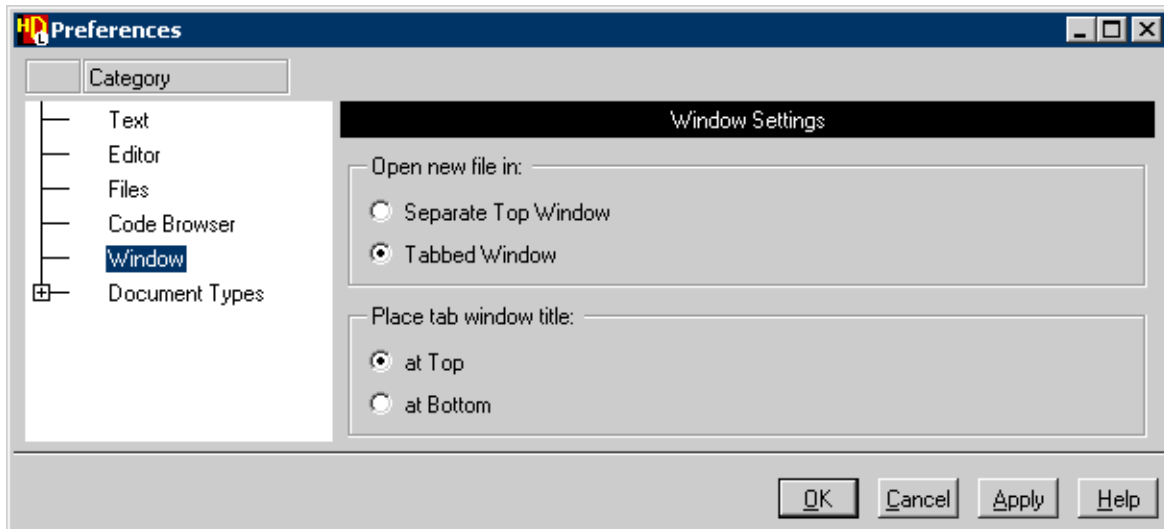 HDL Preferences
Category
Text
Editor
Files
Code Browser
Window
Document Types
Window Settings
Open new file in:
Separate Top Window
Tabbed Window
Place tab window title:
at Top
at Bottom
OK Cancel Apply Help